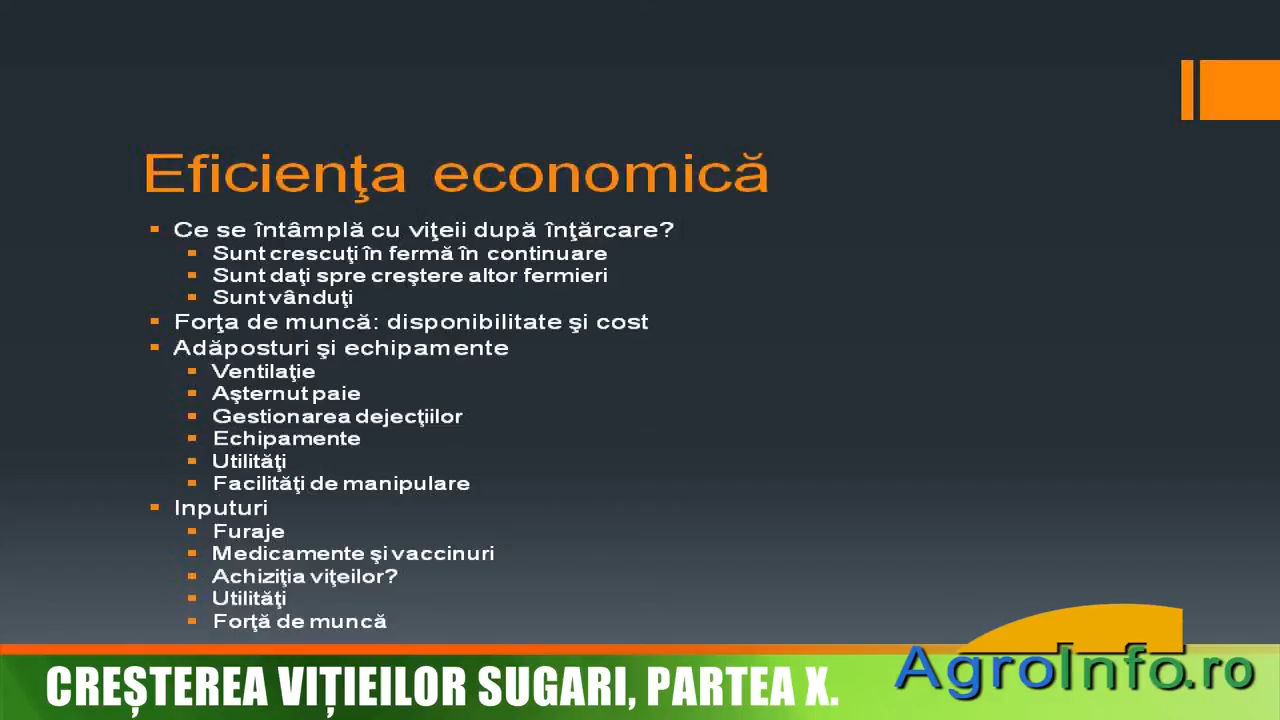 Eficienţa economică
Ce se întâmplă cu viţeii după înţărcare?
Sunt crescuţi în fermă în continuare
Sunt daţi spre creştere altor fermieri
Sunt vânduţi
Forţa de muncă: disponibilitate şi cost
Adăposturi şi echipamente
Ventilaţie
Aşternut paie
Gestionarea dejecţiilor
Echipamente
Utilităţi
Facilităţi de manipulare
Inputuri
Furaje
Medicamente şi vaccinuri
Achiziţia viţeilor?
Utilităţi
Forţă de muncă
CREȘTEREA VIȚIEILOR SUGARI, PARTEA X.
AgroInfo.ro